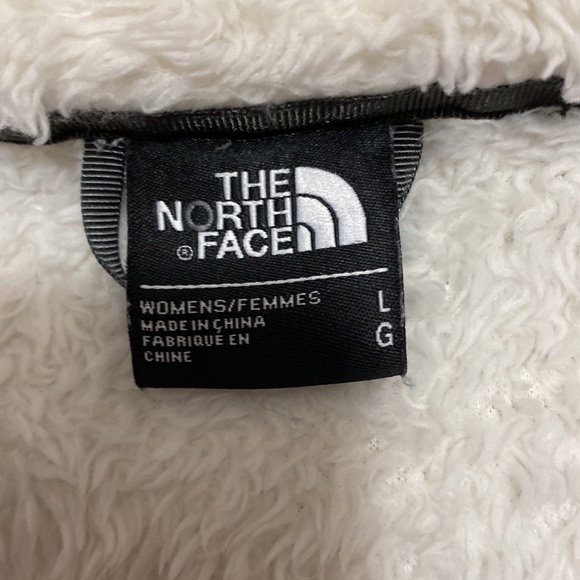 THE
NORTH
® FACE
WOMENS/FEMMES L
MADE IN CHINA
FABRIQUÉ EN G
CHINE